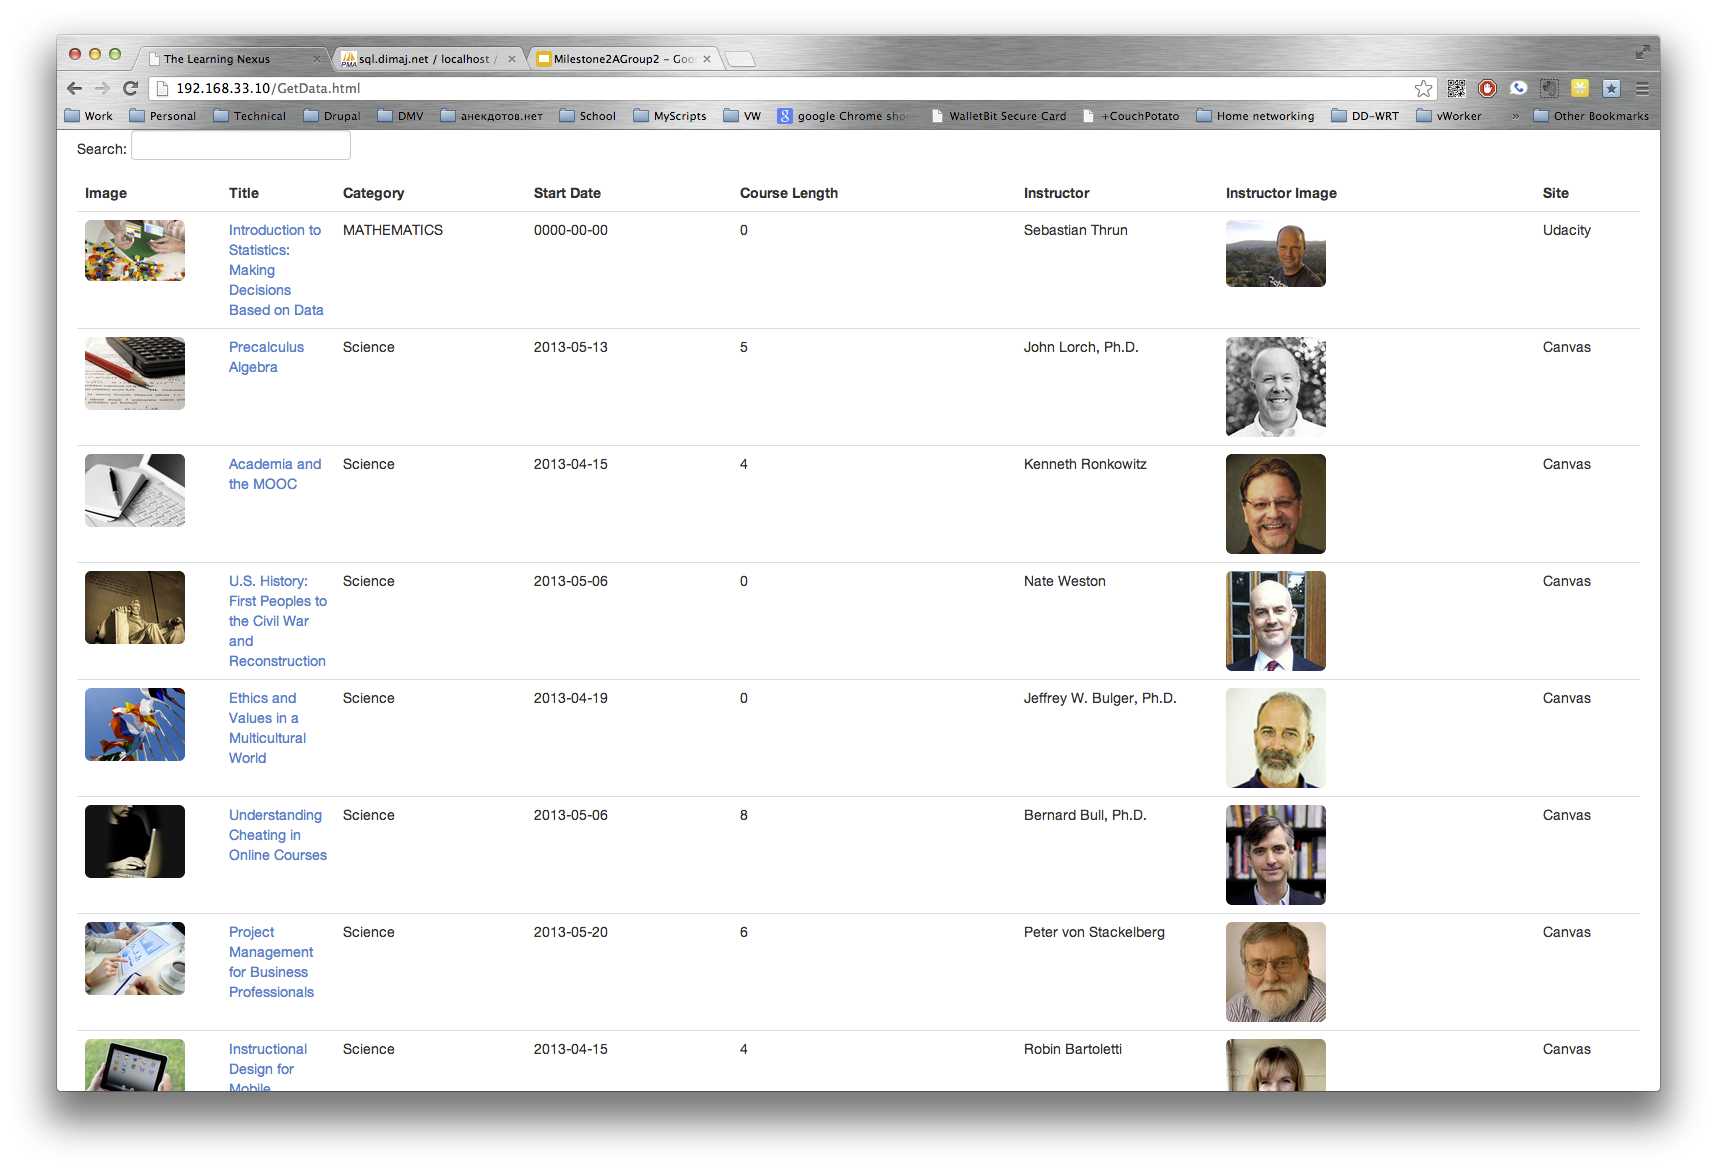 The Learning Nexus
sql.dimaj.net / localhost /
Milestone2AGroup2 – Goo
192.168.33.10/GetData.html
Work Personal Technical Drupal DMV анекдотов.нет School MyScripts VW google Chrome sho WalletBit Secure Card +CouchPotato Home networking DD-WRT vWorker » Other Bookmarks
Search:
Image Title Category Start Date Course Length Instructor Instructor Image Site
Introduction to MATHEMATICS 0000-00-00 0 Sebastian Thrun Udacity
Statistics:
Making
Decisions
Based on Data
Precalculus Science 2013-05-13 5 John Lorch, Ph.D. Canvas
Algebra
Academia and Science 2013-04-15 4 Kenneth Ronkowitz Canvas
the MOOC
U.S. History: Science 2013-05-06 0 Nate Weston Canvas
First Peoples to
the Civil War
and
Reconstruction
Ethics and Science 2013-04-19 0 Jeffrey W. Bulger, Ph.D. Canvas
Values in a
Multicultural
World
Understanding Science 2013-05-06 8 Bernard Bull, Ph.D. Canvas
Cheating in
Online Courses
Project Science 2013-05-20 6 Peter von Stackelberg Canvas
Management
for Business
Professionals
Instructional Science 2013-04-15 4 Robin Bartoletti Canvas
Design for
Mobile